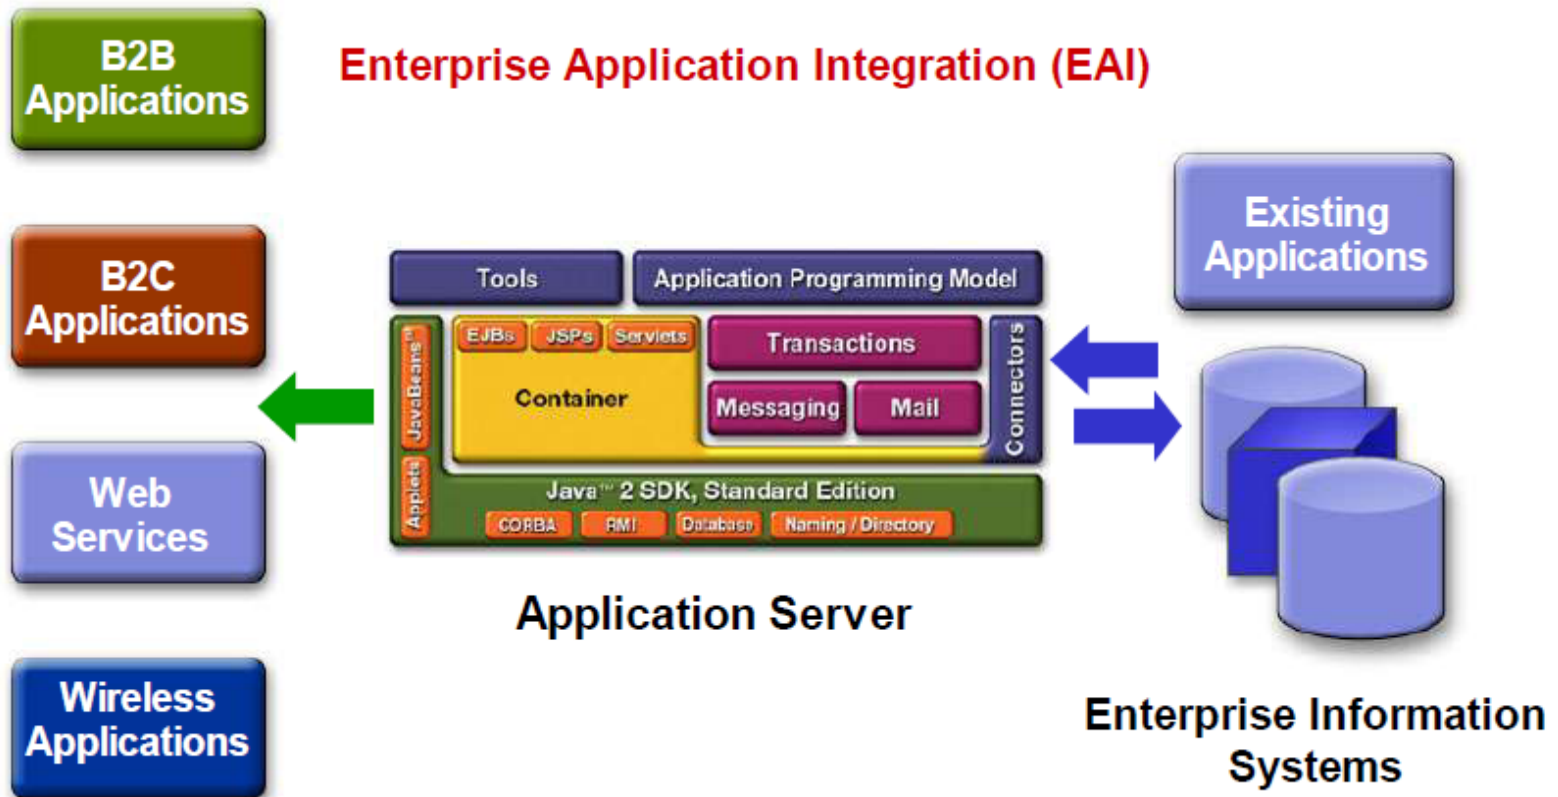 B2B
Applications
Enterprise Application Integration (EAI)
B2C
Applications
Web
Services
Wireless
Applications
Tools
Application Programming Model
JavaBeans™
Applets
EJBs
JSPs
Servlets
Container
Transactions
Messaging
Mail
Connectors
Java™ 2 SDK, Standard Edition
CORBA
RMI
Database
Naming / Directory
Application Server
Existing
Applications
Enterprise Information
Systems